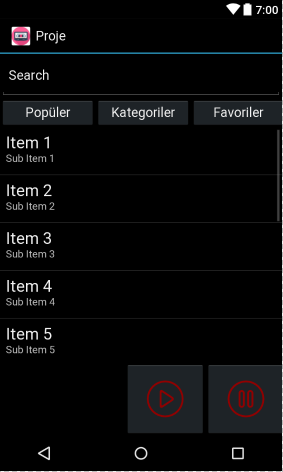 7:00
Proje
Search
Popüler Kategoriler Favoriler
Item 1
Sub Item 1
Item 2
Sub Item 2
Item 3
Sub Item 3
Item 4
Sub Item 4
Item 5
Sub Item 5